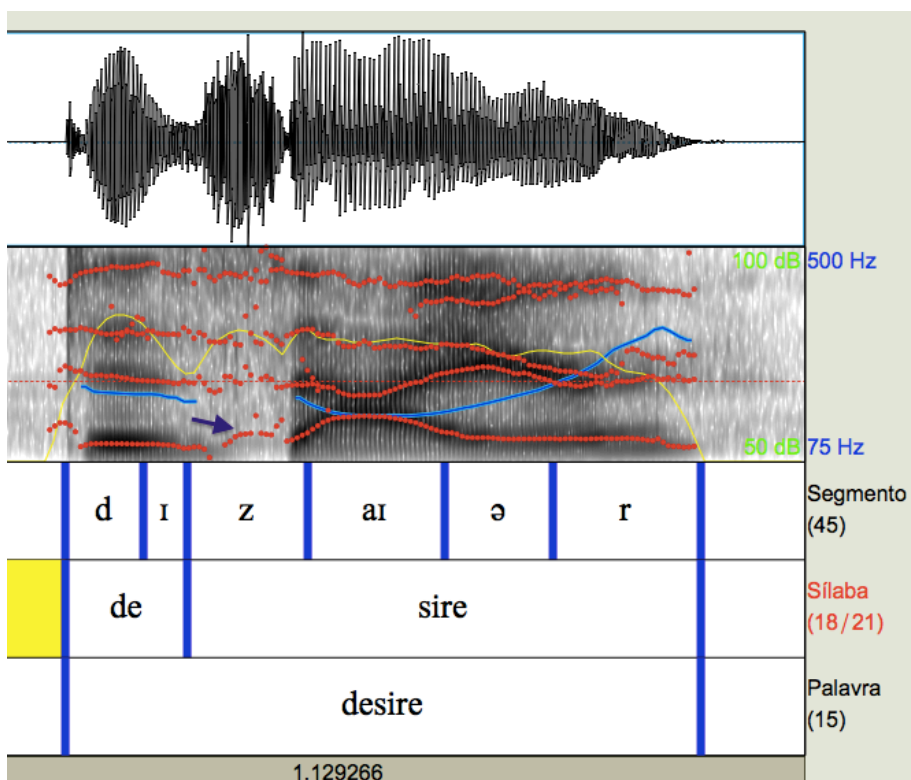 100 dB 500 Hz
50 dB 75 Hz
d ɪ z aɪ ə r Segmento
(45)
de sire Sílaba
(18/21)
desire Palavra
(15)
1.129266